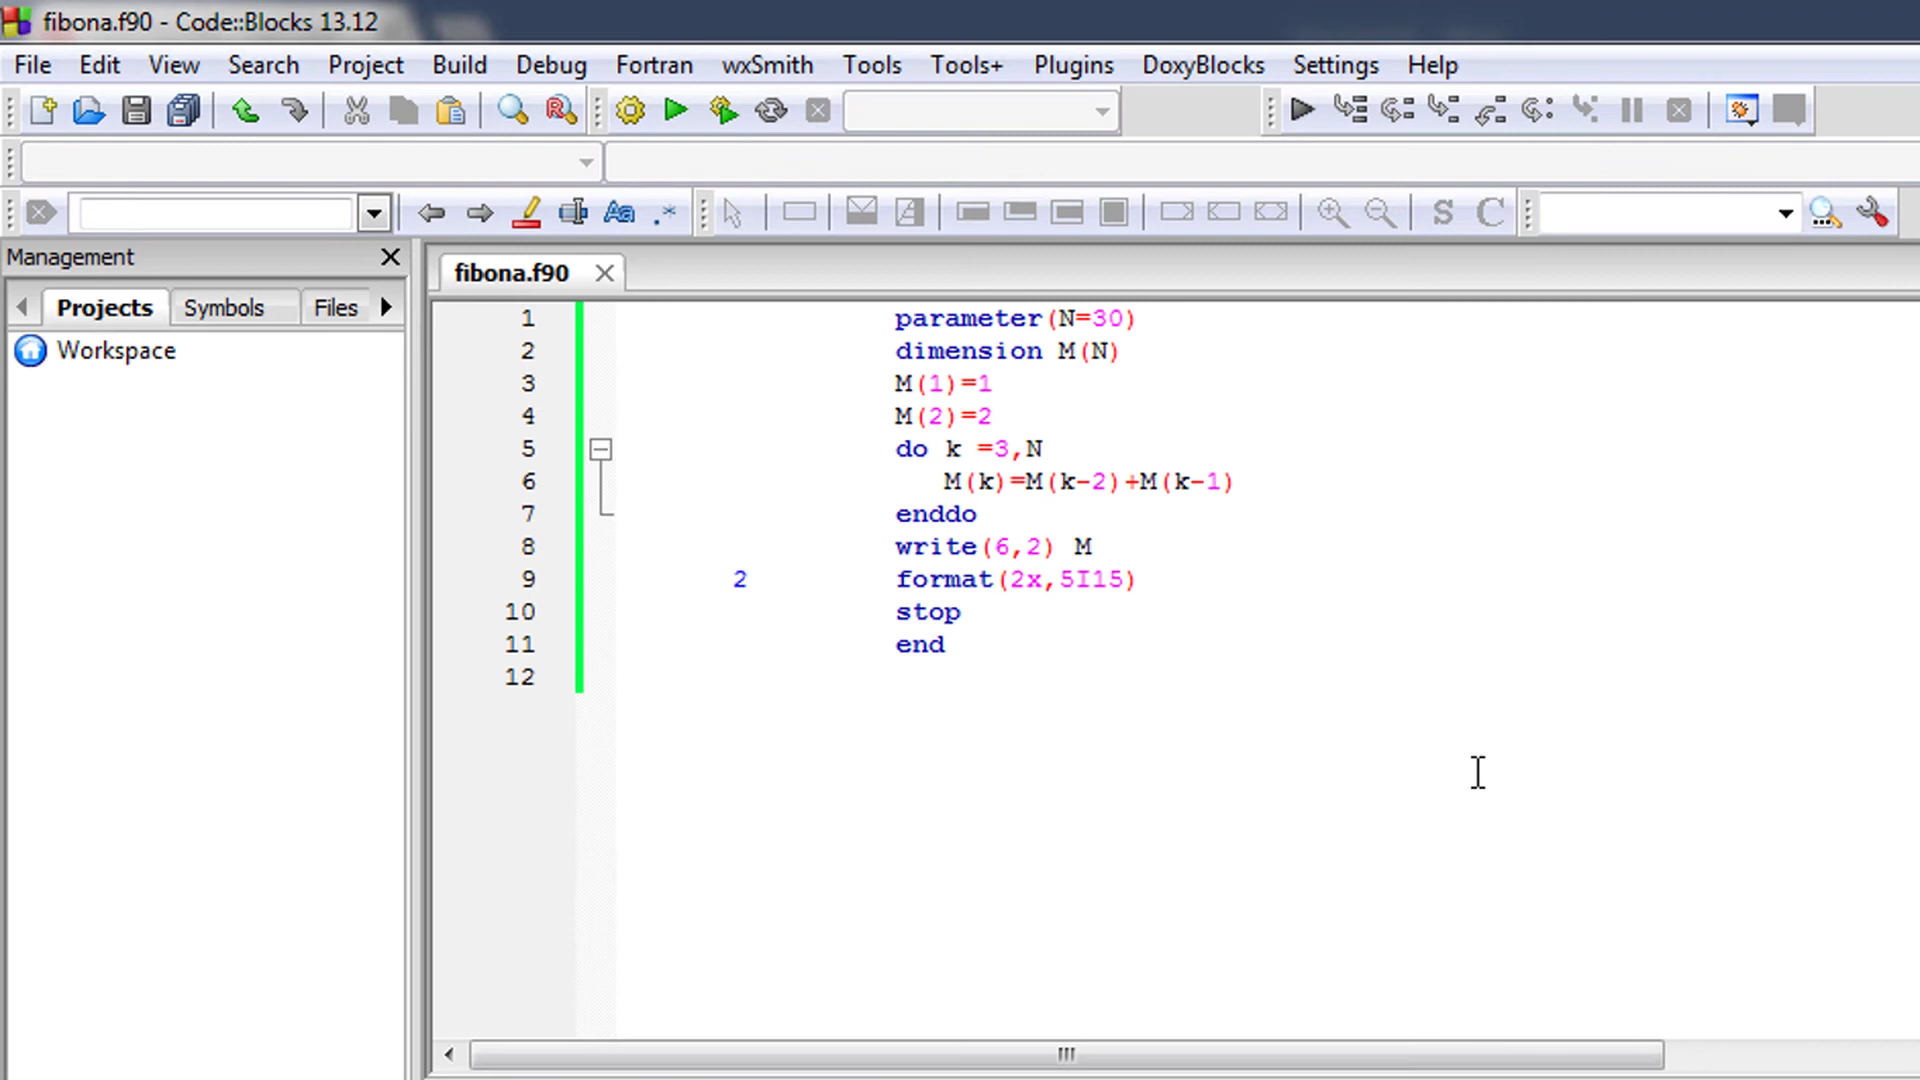 fibona.f90 - Code::Blocks 13.12
File Edit View Search Project Build Debug Fortran wxSmith Tools Tools+ Plugins DoxyBlocks Settings Help
Aa .* S C
Management
fibona.f90
Projects Symbols Files
Workspace
1 parameter(N=30)
2 dimension M(N)
3 M(1)=1
4 M(2)=2
5 do k =3,N
6 M(k)=M(k-2)+M(k-1)
7 enddo
8 write(6,2) M
9 2 format(2x,5I15)
10 stop
11 end
12